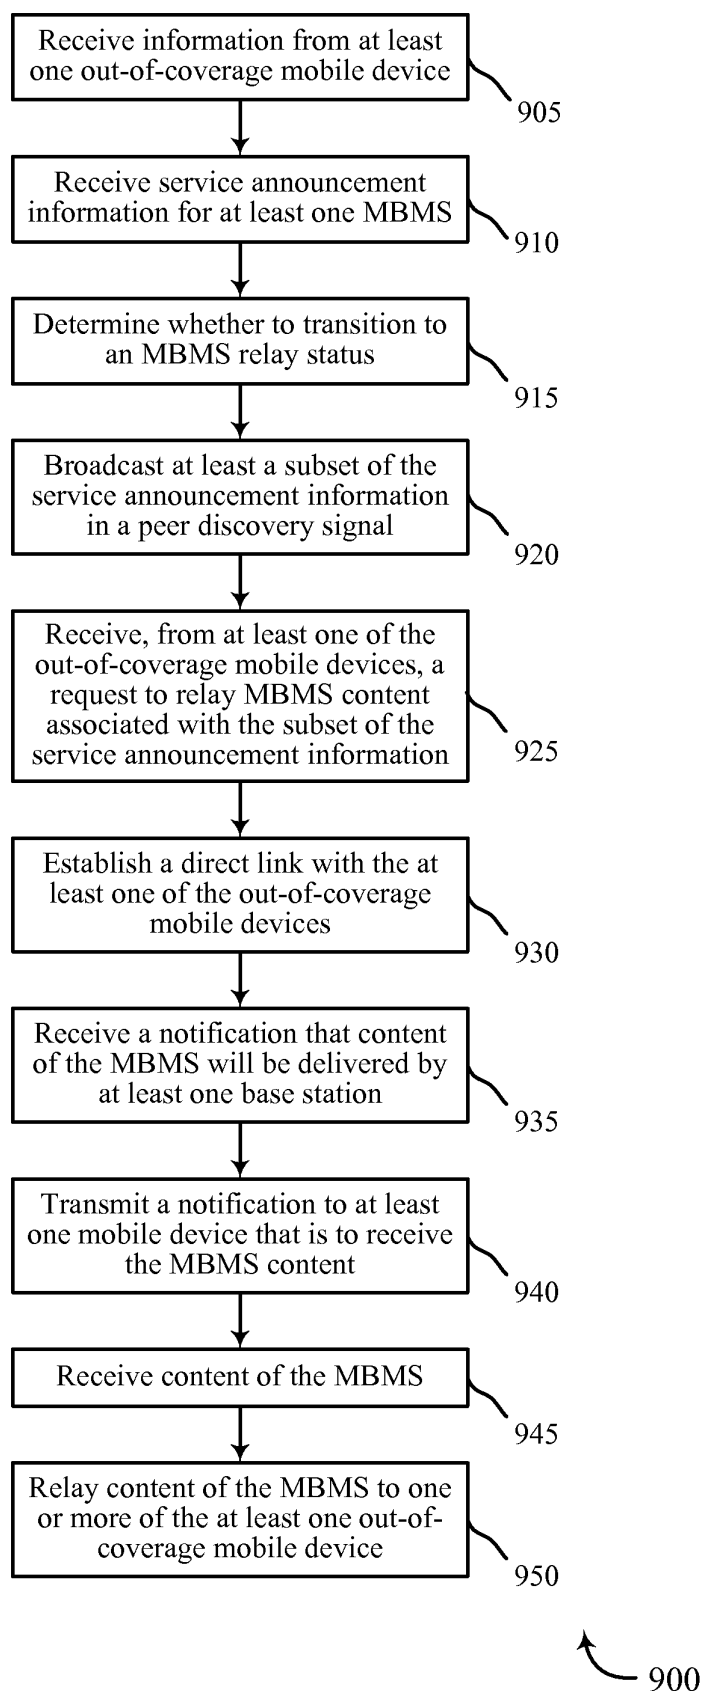 Receive information from at least
one out-of-coverage mobile device
905
Receive service announcement
information for at least one MBMS
910
Determine whether to transition to
an MBMS relay status
915
Broadcast at least a subset of the
service announcement information
in a peer discovery signal
920
Receive, from at least one of the
out-of-coverage mobile devices, a
request to relay MBMS content
associated with the subset of the
service announcement information
925
Establish a direct link with the at
least one of the out-of-coverage
mobile devices
930
Receive a notification that content
of the MBMS will be delivered by
at least one base station
935
Transmit a notification to at least
one mobile device that is to receive
the MBMS content
940
Receive content of the MBMS
945
Relay content of the MBMS to one
or more of the at least one out-of-
coverage mobile device
950
900